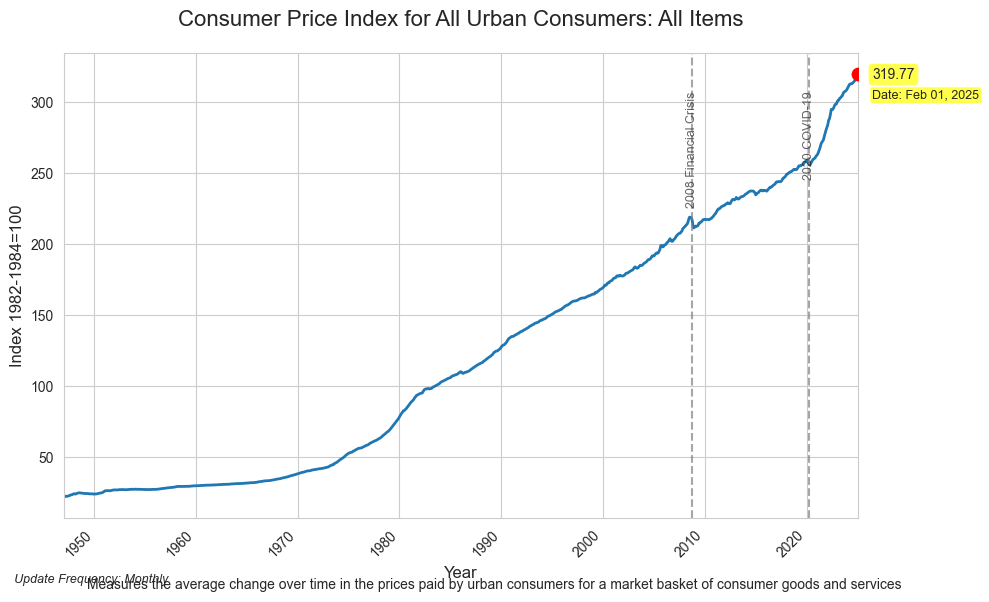 Consumer Price Index for All Urban Consumers: All Items
319.77
Date: Feb 01, 2025
2008 Financial Crisis
2020 COVID-19
Index 1982-1984=100
300
250
200
150
100
50
1950
1960
1970
1980
1990
2000
2010
2020
Year
Update Frequency: Monthly
Measures the average change over time in the prices paid by urban consumers for a market basket of consumer goods and services